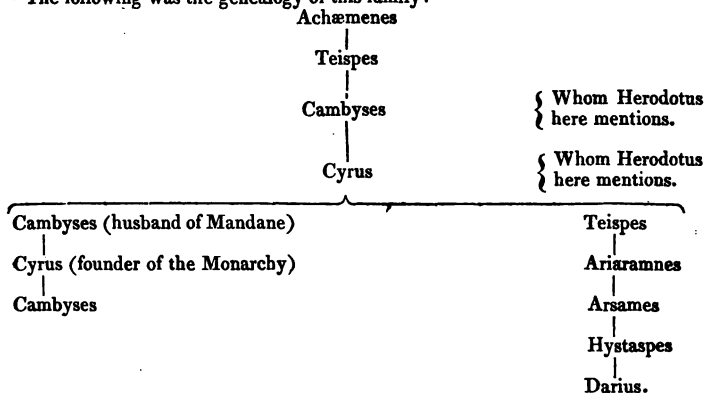 The following was the genealogy of this family:
Achæmenes
Teispes
Cambyses
{ Whom Herodotus
here mentions.
Cyrus
{ Whom Herodotus
here mentions.
Cambyses (husband of Mandane)
Teispes
Cyrus (founder of the Monarchy)
Ariaramnes
Cambyses
Arsames
Hystaspes
Darius.